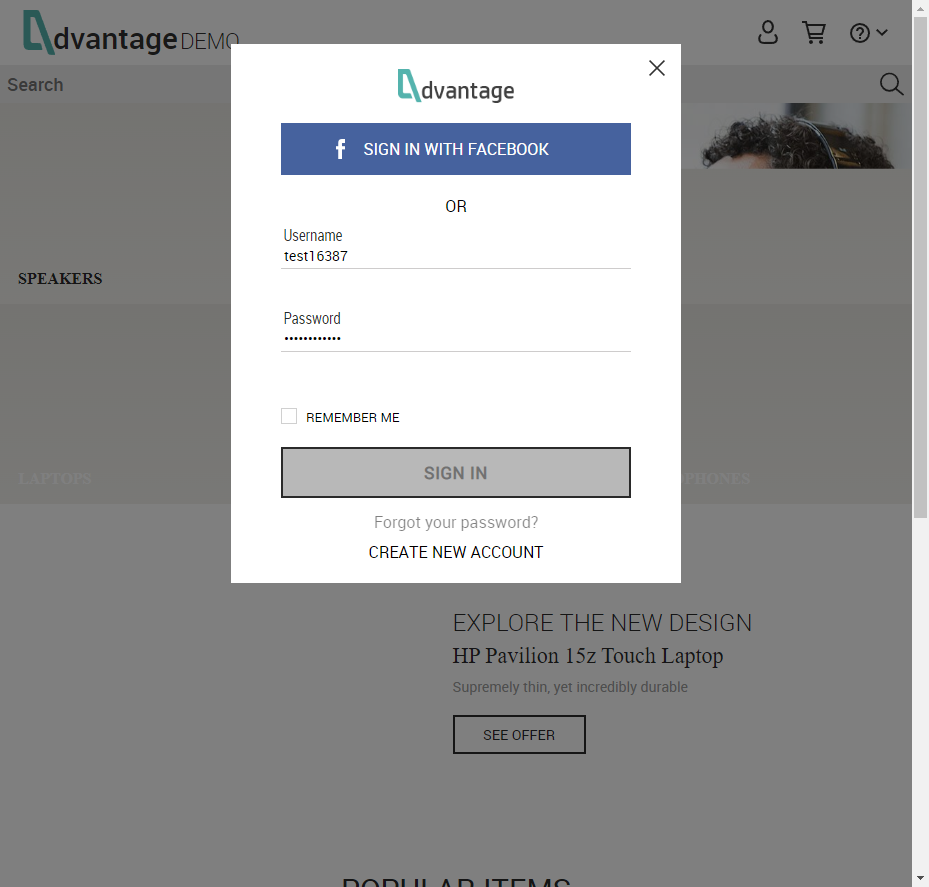 dvantage DEMO
Search
dvantage
SIGN IN WITH FACEBOOK
OR
Username
test16387
SPEAKERS
Password
••••••••••••
REMEMBER ME
SIGN IN
LAPTOPS
PHONES
Forgot your password?
CREATE NEW ACCOUNT
EXPLORE THE NEW DESIGN
HP Pavilion 15z Touch Laptop
Supremely thin, yet incredibly durable
SEE OFFER
POPULAR ITEMS